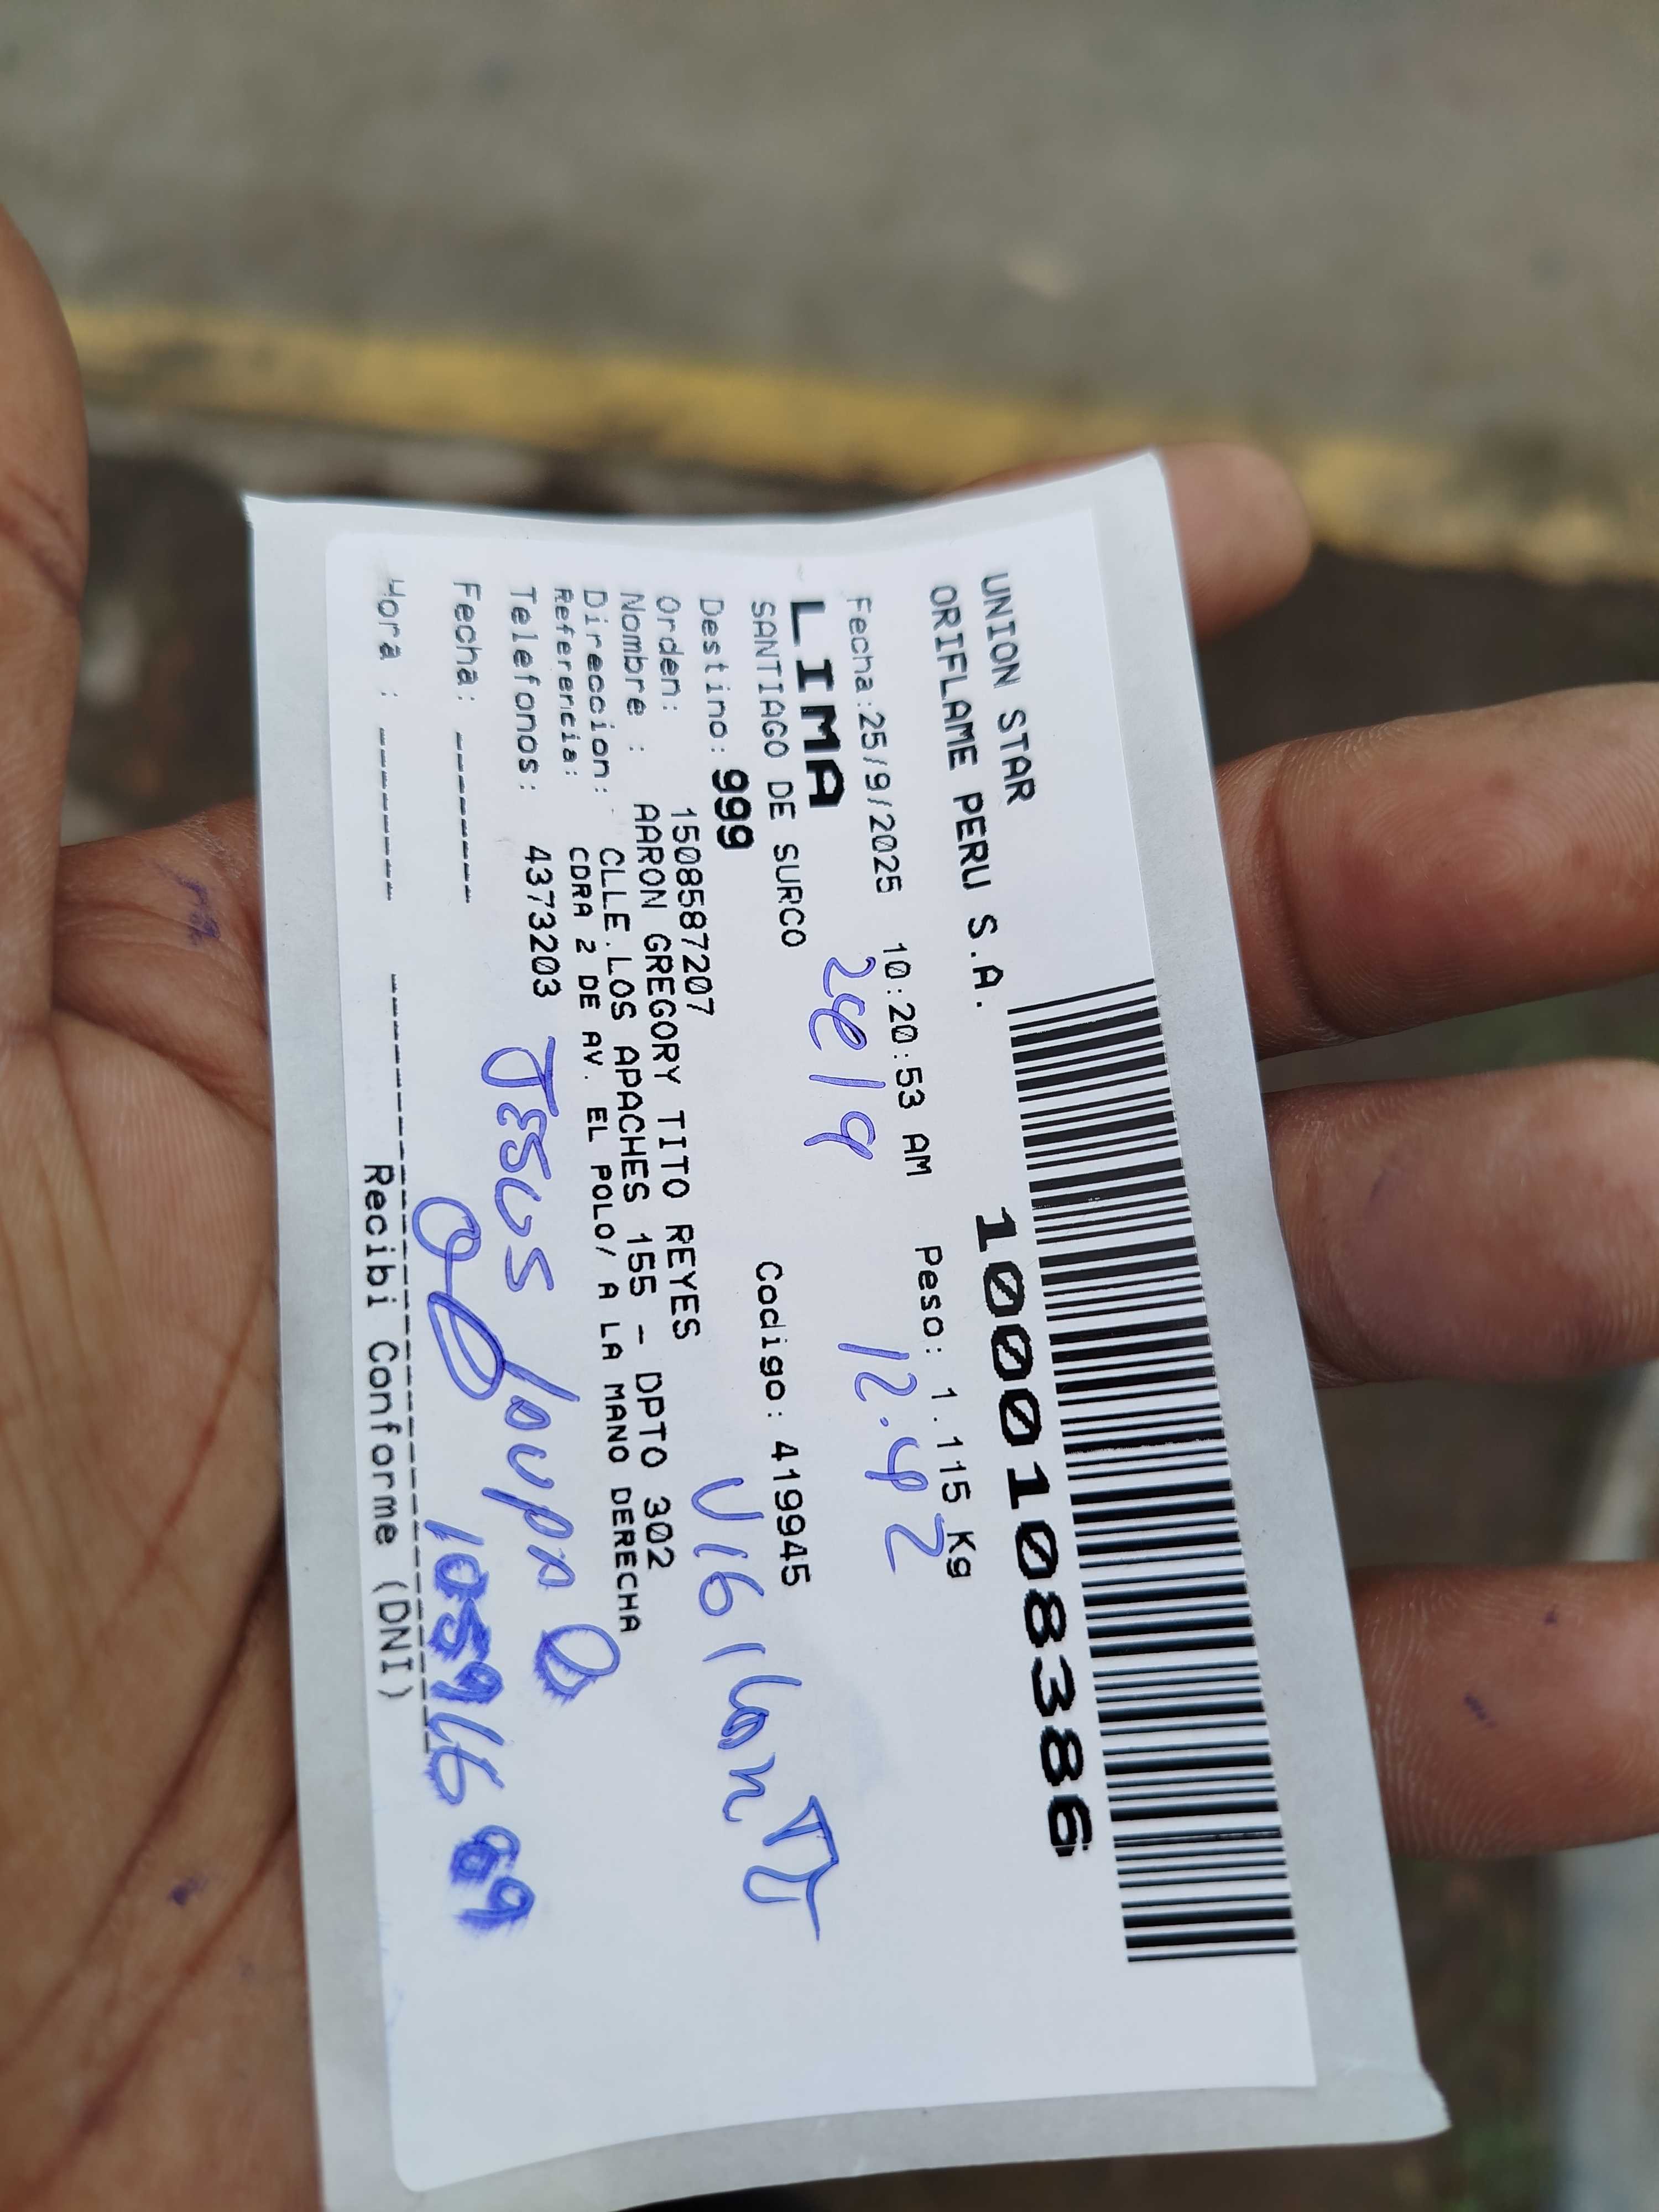 UNION STAR
ORIFLAME PERU S.A.
100010108386
Fecha:25/9/2025 10:20:53 AM Peso: 1.115 Kg
LIMA
12.42
SANTIAGO DE SURCO Codigo: 419945
Destino: 999
Orden: 1508587207
Nombre : AARON GREGORY TITO REYES
Direccion: CLLE.LOS APACHES 155 - DPTO 302
Referencia: CDRA 2 DE AV. EL POLO/ A LA MANO DERECHA
Telefonos: 4373203
JESUS
Fecha: ------
Hora : ------
Recibi Conforme (DNI)